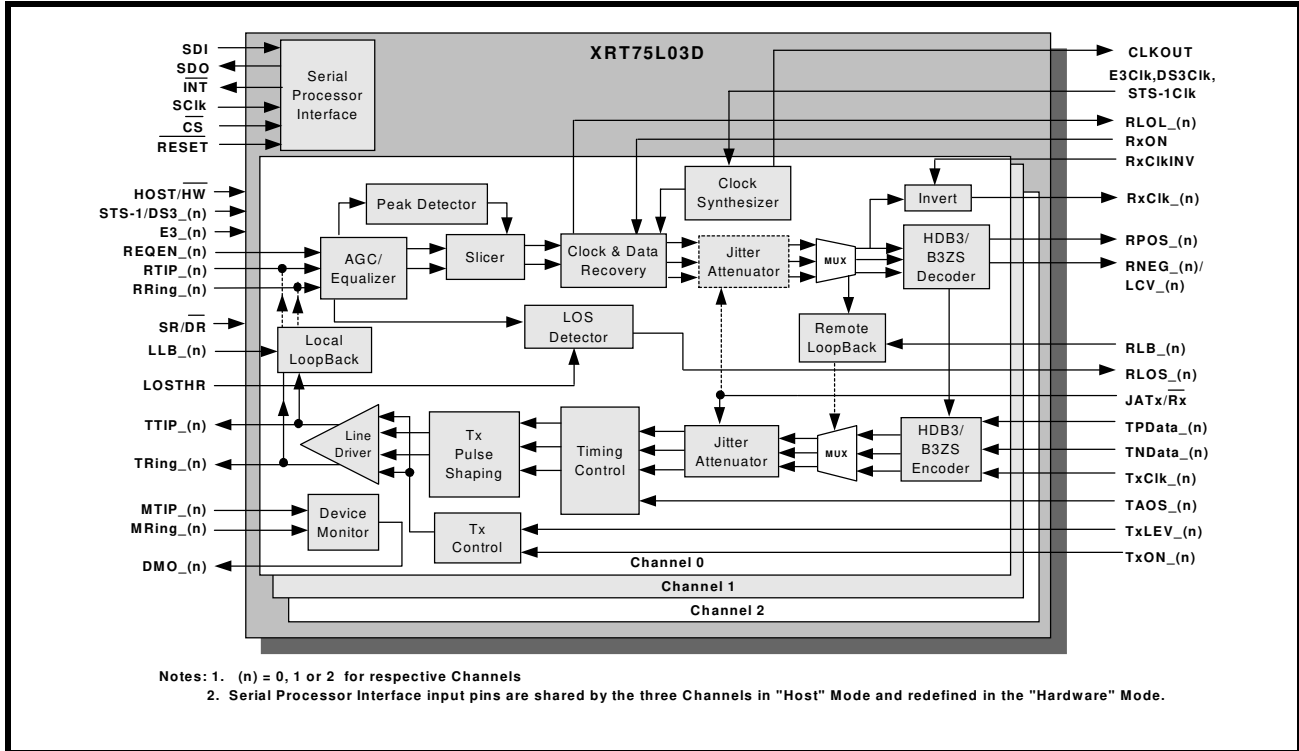 XRT75L03D
SDI
SDO
INT
SClk
CS
RESET
Serial
Processor
Interface
CLKOUT
E3Clk,DS3Clk,
STS-1Clk
RLOL_(n)
RxON
RxClkINV
RxClk_(n)
RPOS_(n)
RNEG_(n)/
LCV_(n)
RLB_(n)
RLOS_(n)
JATx/Rx
TPData_(n)
TNData_(n)
TxClk_(n)
TAOS_(n)
TxLEV_(n)
TxON_(n)
HOST/HW
STS-1/DS3_(n)
E3_(n)
REQEN_(n)
RTIP_(n)
RRing_(n)
SR/DR
LLB_(n)
LOSTHR
TTIP_(n)
TRing_(n)
MTIP_(n)
MRing_(n)
DMO_(n)
Peak Detector
AGC/
Equalizer
Slicer
Clock & Data
Recovery
Clock
Synthesizer
Jitter
Attenuator
MUX
Invert
HDB3/
B3ZS
Decoder
LOS
Detector
Remote
LoopBack
Local
LoopBack
Line
Driver
Tx
Pulse
Shaping
Timing
Control
Jitter
Attenuator
MUX
HDB3/
B3ZS
Encoder
Device
Monitor
Tx
Control
Channel 0
Channel 1
Channel 2
Notes: 1. (n) = 0, 1 or 2 for respective Channels
2. Serial Processor Interface input pins are shared by the three Channels in "Host" Mode and redefined in the "Hardware" Mode.